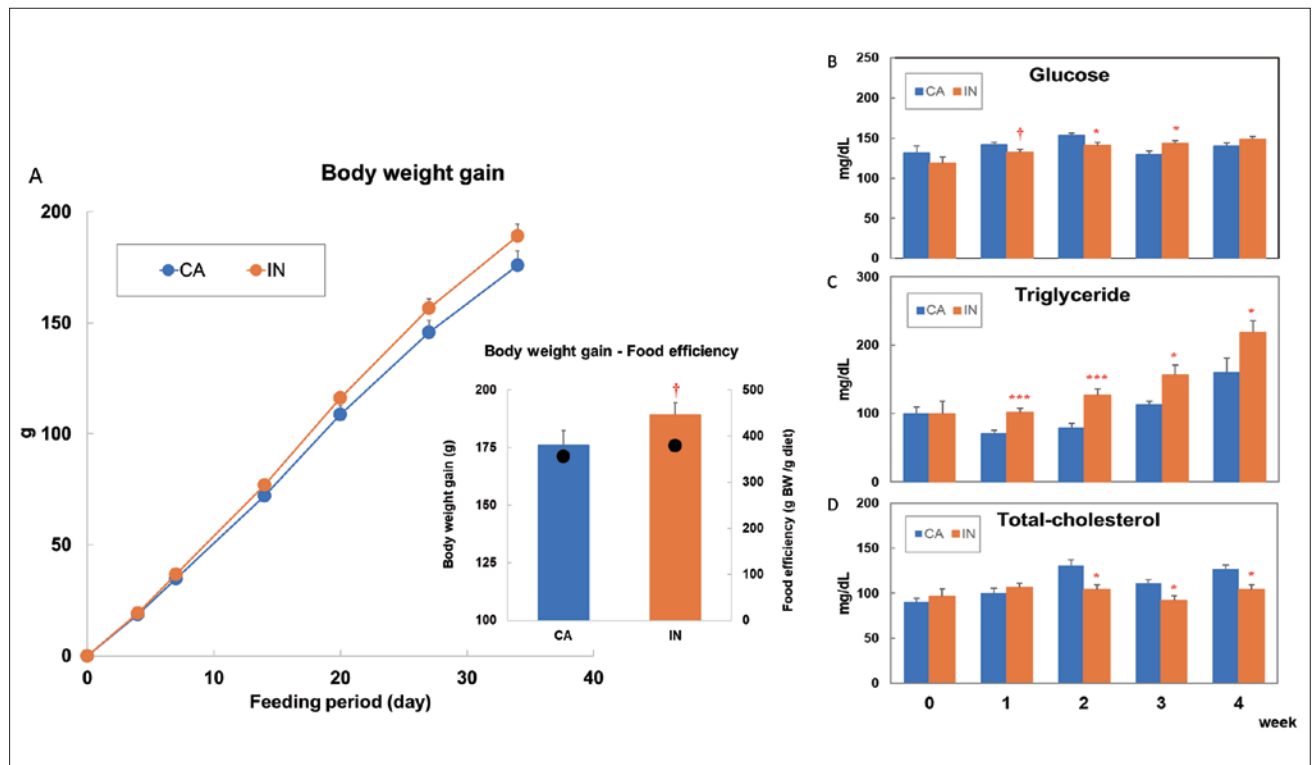 A
Body weight gain
200
150
100
50
0
g
CA IN
0 10 20 30 40
Feeding period (day)
Body weight gain - Food efficiency
200
175
150
125
100
Body weight gain (g)
†
500
400
300
200
100
0
Food efficiency (g BW /g diet)
CA IN
B
Glucose
250
200
150
100
50
0
mg/dL
CA IN
† * *
C
Triglyceride
300
200
100
0
mg/dL
CA IN
*** *** * *
D
Total-cholesterol
200
150
100
50
0
mg/dL
CA IN
* * *
0 1 2 3 4
week